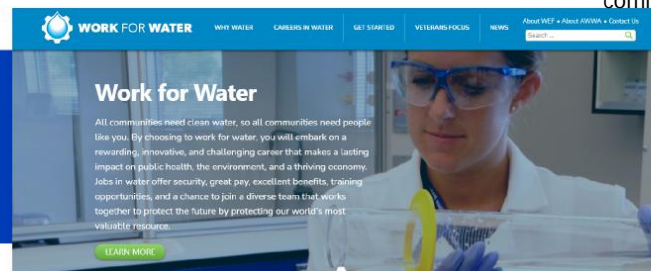 com
About WEF • About AWWA • Contact Us
WORK FOR WATER
WHY WATER CAREERS IN WATER GET STARTED VETERANS FOCUS NEWS
Search ...
Work for Water
All communities need clean water, so all communities need people
like you. By choosing to work for water, you will embark on a
rewarding, innovative, and challenging career that makes a lasting
impact on public health, the environment, and a thriving economy.
Jobs in water offer security, great pay, excellent benefits, training
opportunities, and a chance to join a diverse team that works
together to protect the future by protecting our world's most
valuable resource.
LEARN MORE